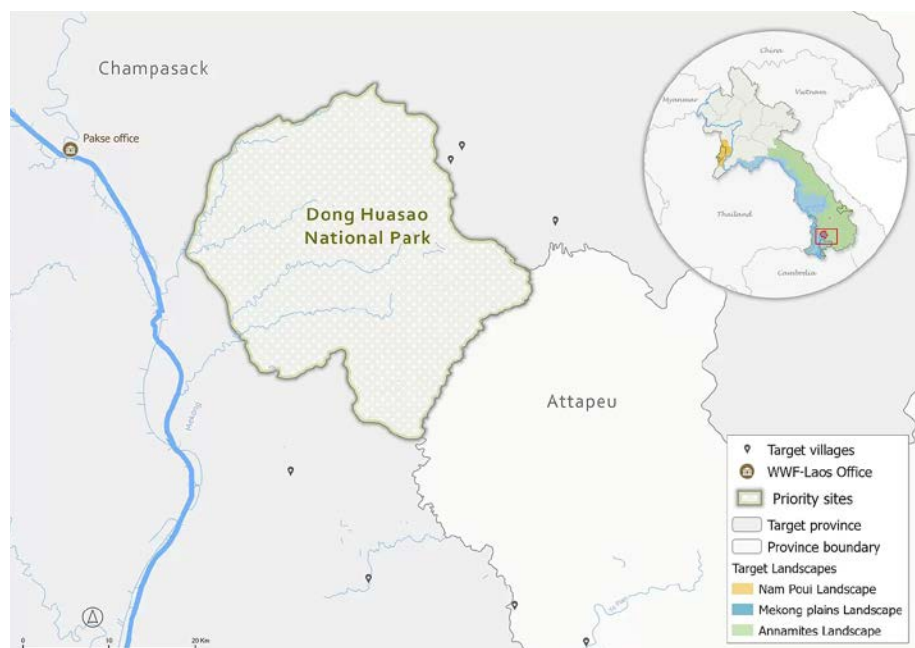 Champasack
Pakse office
Dong Huasao
National Park
Mekong
Attapeu
China
Myanmar
Vietnam
Thailand
Cambodia
Target villages
WWF-Laos Office
Priority sites
Target province
Province boundary
Target Landscapes
Nam Poui Landscape
Mekong plains Landscape
Annamites Landscape
0 10 20 Km